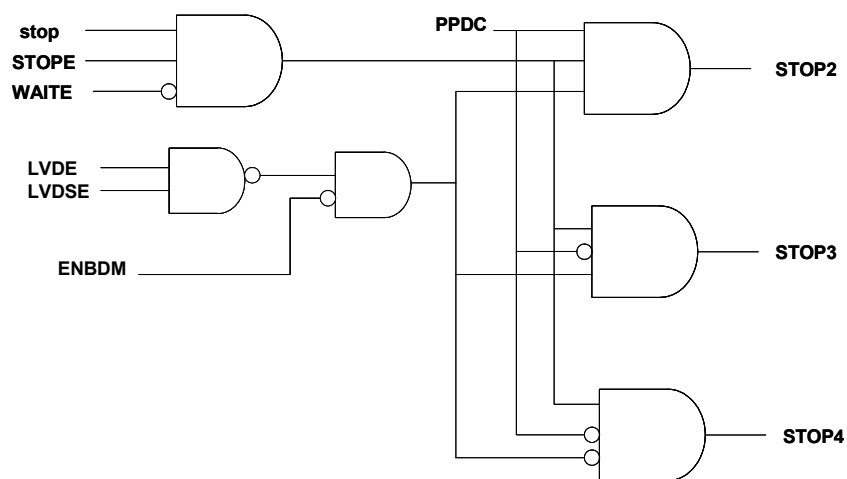 stop
STOPE
WAITE
PPDC
STOP2
LVDE
LVDSE
ENBDM
STOP3
STOP4